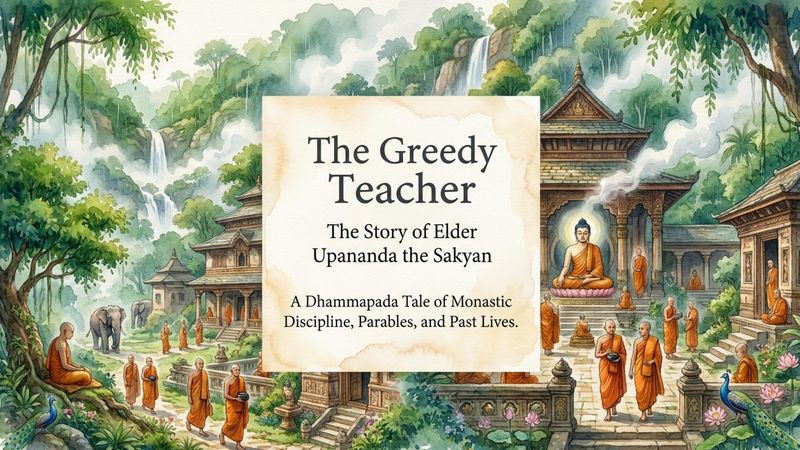 The Greedy
Teacher
The Story of Elder
Upananda the Sakyan
A Dhammapada Tale of Monastic
Discipline, Parables, and Past Lives.